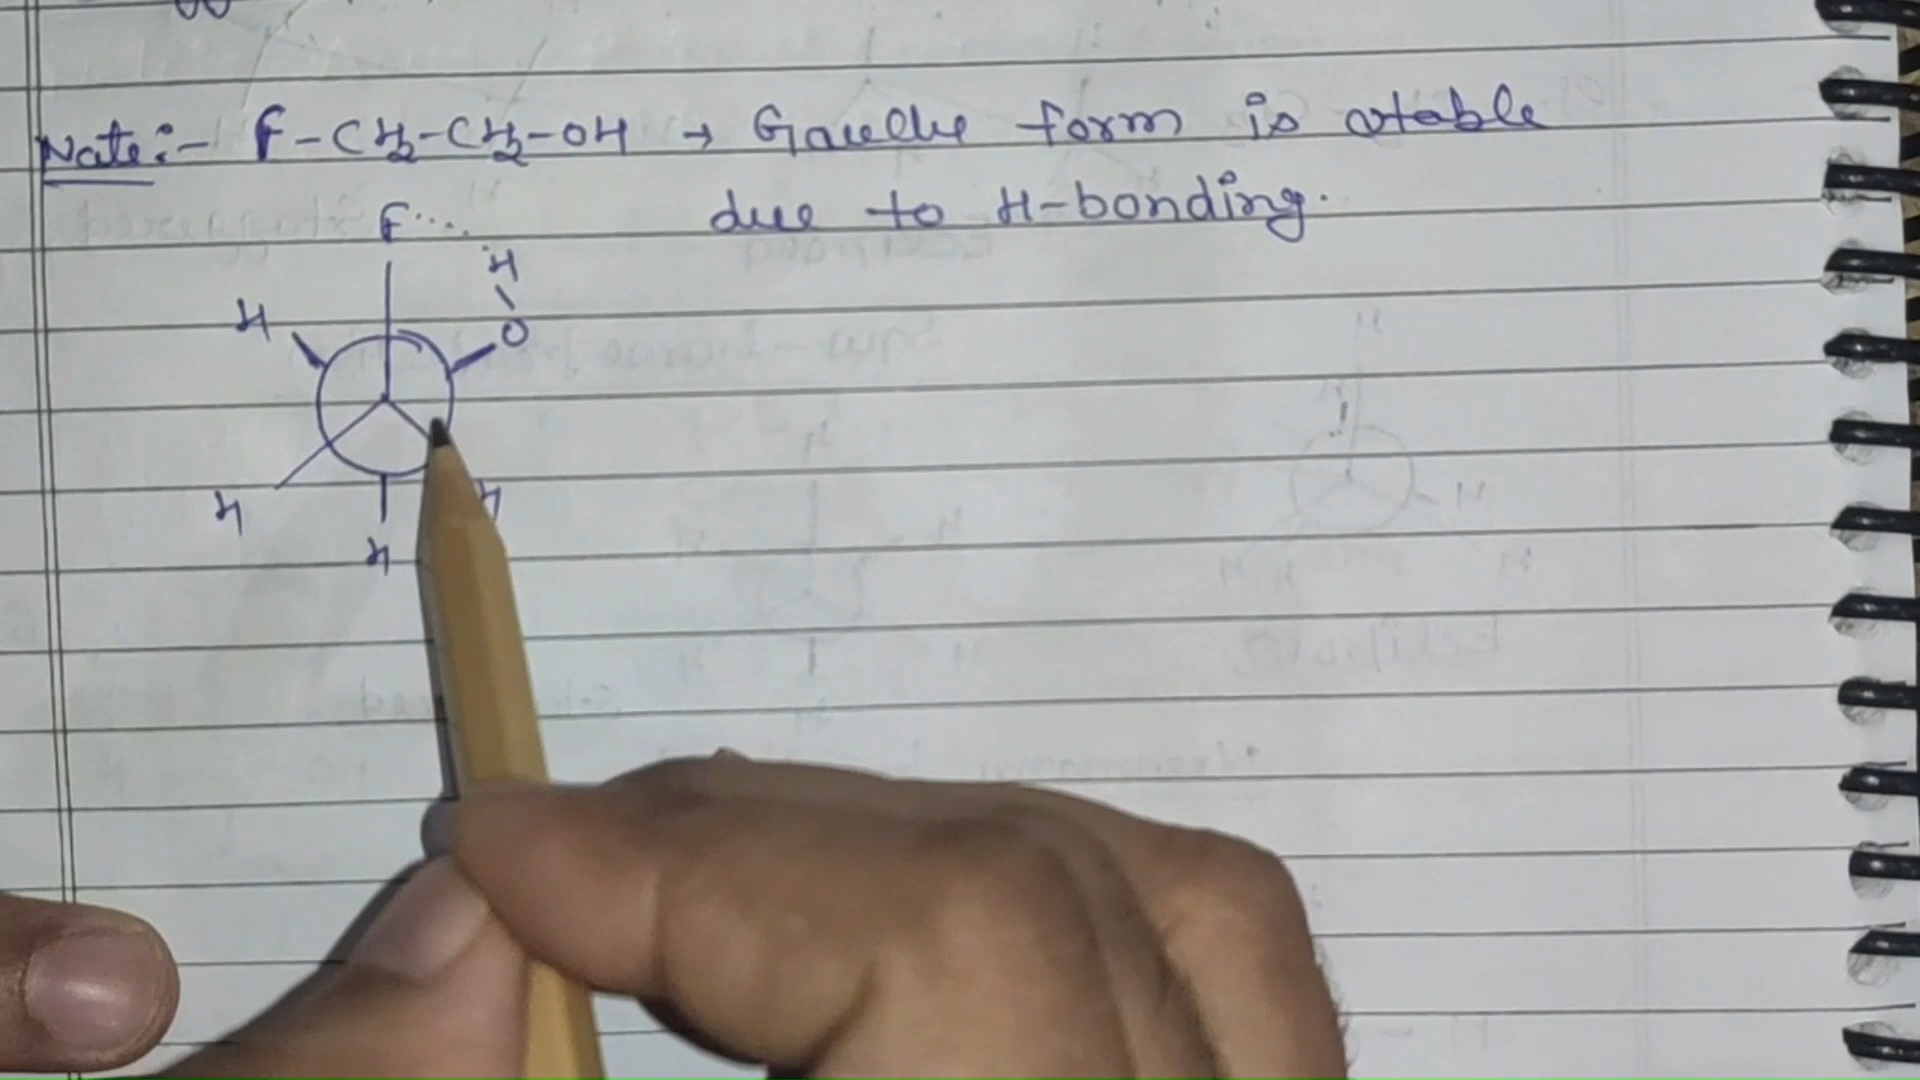 Note:- F-CH2-CH2-OH → Gauche form is stable
due to H-bonding.
F....
H
H
O
H
H
H